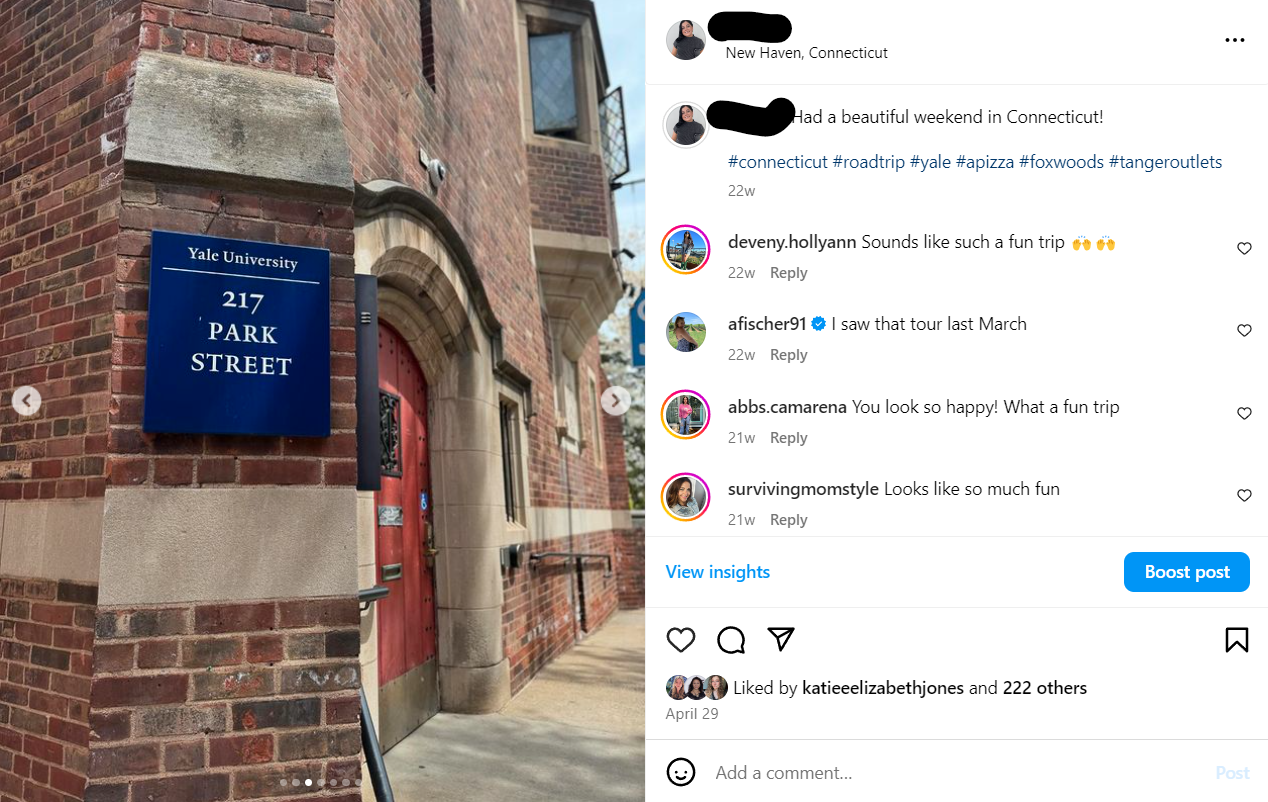 Yale University
217
PARK
STREET
New Haven, Connecticut
Had a beautiful weekend in Connecticut!
#connecticut #roadtrip #yale #apizza #foxwoods #tangeroutlets
22w
deveny.hollyann Sounds like such a fun trip 🙌 🙌
22w Reply
afischer91 I saw that tour last March
22w Reply
abbs.camarena You look so happy! What a fun trip
21w Reply
survivingmomstyle Looks like so much fun
21w Reply
View insights
Boost post
Liked by katieeelizabethjones and 222 others
April 29
Add a comment...
Post